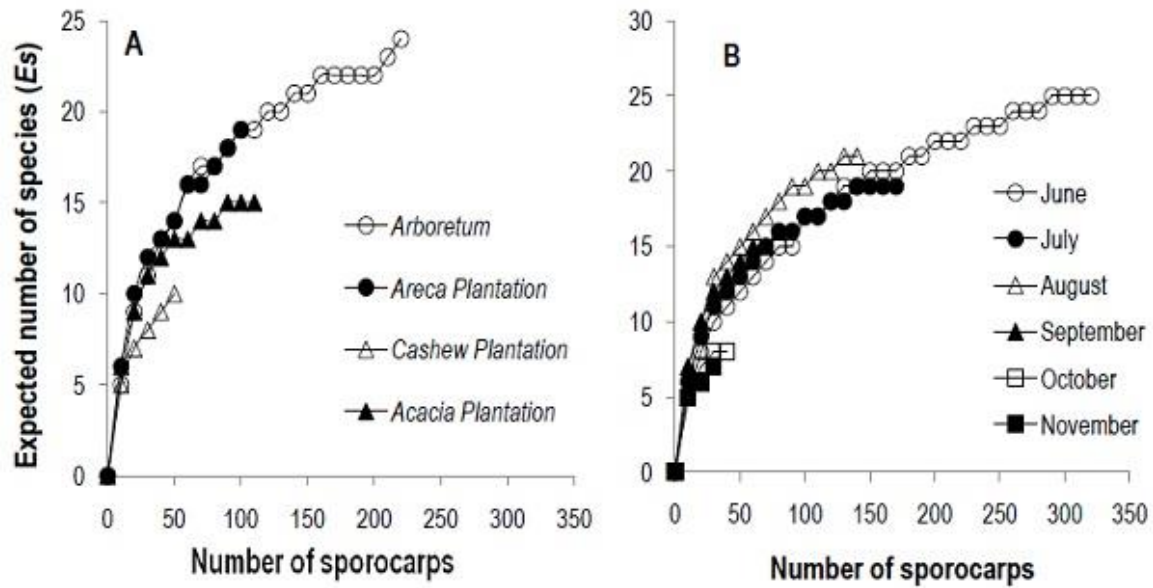 A
Expected number of species (Es)
25
20
15
10
5
0
0 50 100 150 200 250 300 350
Number of sporocarps
Arboretum
Areca Plantation
Cashew Plantation
Acacia Plantation
B
30
25
20
15
10
5
0
0 50 100 150 200 250 300 350
Number of sporocarps
June
July
August
September
October
November